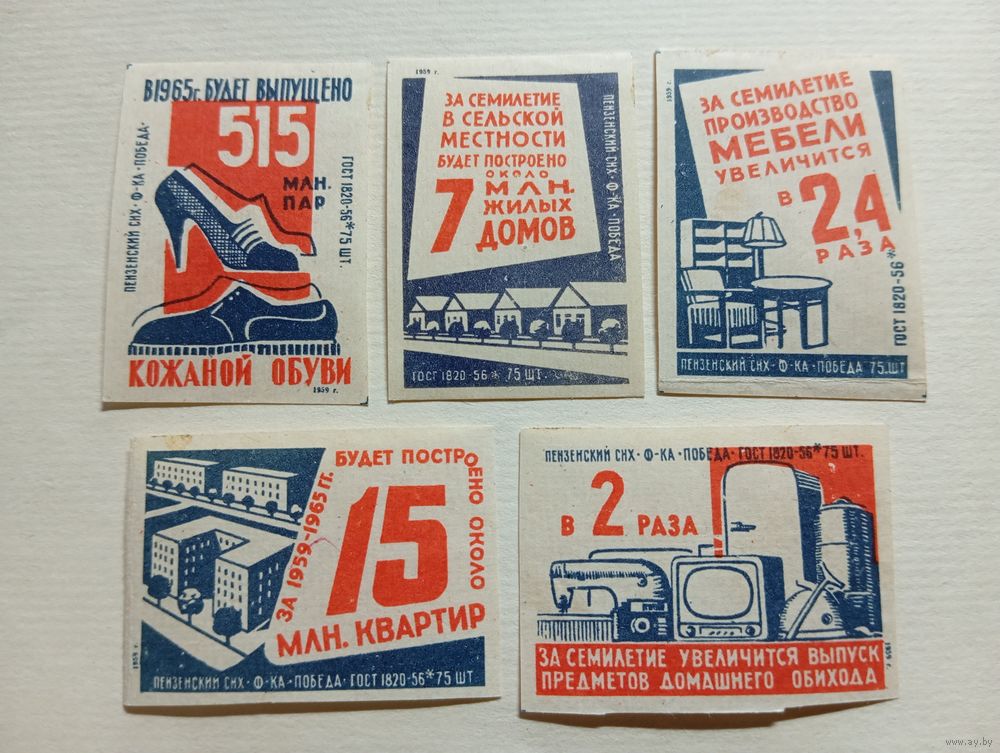 В 1965 г. БУДЕТ ВЫПУЩЕНО
515
МЛН.
ПАР
КОЖАНОЙ ОБУВИ
1959 г.
ПЕНЗЕНСКИЙ СНХ · Ф-КА · ПОБЕДА ·
ГОСТ 1820-56*75 ШТ.
1959 г.
ЗА СЕМИЛЕТИЕ
В СЕЛЬСКОЙ
МЕСТНОСТИ
БУДЕТ ПОСТРОЕНО
ОКОЛО
7 МЛН.
ЖИЛЫХ
ДОМОВ
ПЕНЗЕНСКИЙ СНХ · Ф-КА · ПОБЕДА
ГОСТ 1820-56* 75 ШТ.
1959 г.
ЗА СЕМИЛЕТИЕ
ПРОИЗВОДСТВО
МЕБЕЛИ
УВЕЛИЧИТСЯ
В 2,4
РАЗА
ГОСТ 1820-56*
ПЕНЗЕНСКИЙ СНХ · Ф-КА · ПОБЕДА 75 ШТ
БУДЕТ ПОСТРОЕНО ОКОЛО
ЗА 1959-1965 гг.
15
МЛН. КВАРТИР
1959 г.
ПЕНЗЕНСКИЙ СНХ · Ф-КА · ПОБЕДА · ГОСТ 1820-56*75 ШТ
ПЕНЗЕНСКИЙ СНХ · Ф-КА · ПОБЕДА · ГОСТ 1820-56*75 ШТ.
В 2 РАЗА
ЗА СЕМИЛЕТИЕ УВЕЛИЧИТСЯ ВЫПУСК
ПРЕДМЕТОВ ДОМАШНЕГО ОБИХОДА
1959 г.
www.ay.by